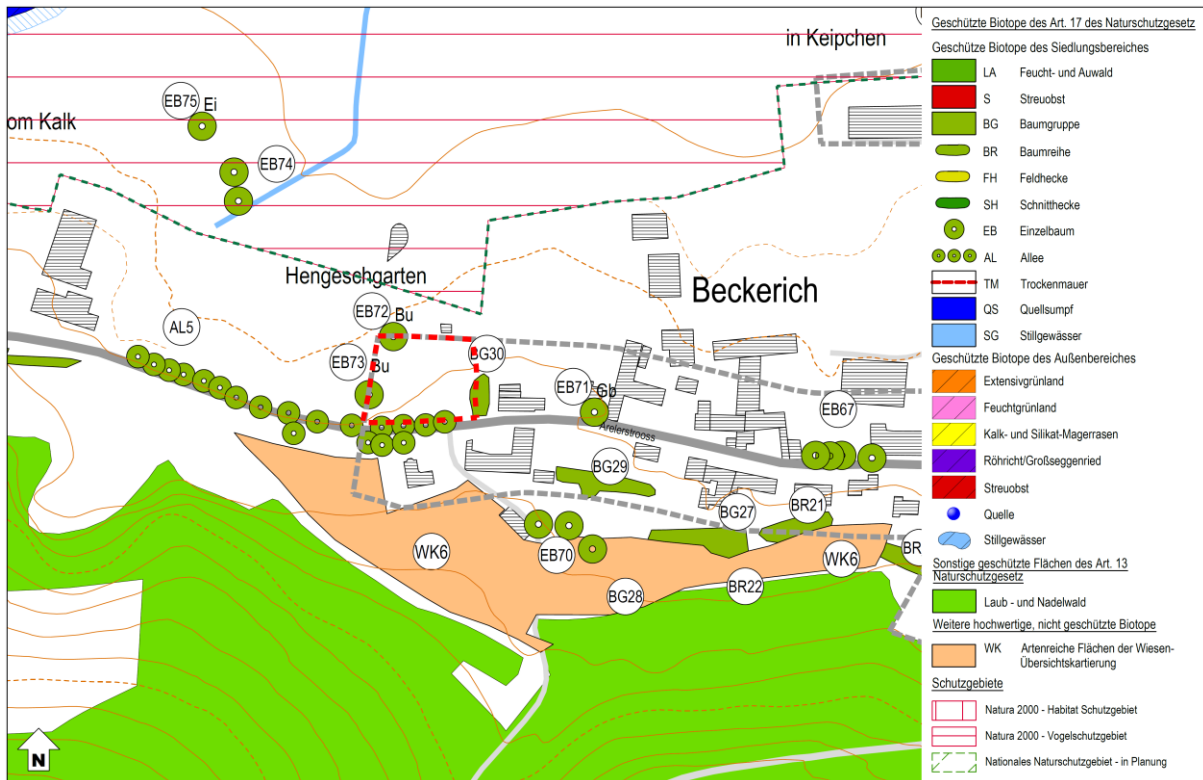 in Keipchen
EB75
Ei
om Kalk
EB74
Hengeschgarten
Beckerich
EB72
Bu
AL5
EB73
Bu
BG30
EB71
Gb
EB67
Arelerstrooss
BG29
BG27
BR21
WK6
EB70
WK6
BR
BG28
BR22
N
Geschützte Biotope des Art. 17 des Naturschutzgesetz
Geschütze Biotope des Siedlungsbereiches
LA Feucht- und Auwald
S Streuobst
BG Baumgruppe
BR Baumreihe
FH Feldhecke
SH Schnitthecke
EB Einzelbaum
AL Allee
TM Trockenmauer
QS Quellsumpf
SG Stillgewässer
Geschütze Biotope des Außenbereiches
Extensivgrünland
Feuchtgrünland
Kalk- und Silikat-Magerrasen
Röhricht/Großseggenried
Streuobst
Quelle
Stillgewässer
Sonstige geschützte Flächen des Art. 13
Naturschutzgesetz
Laub - und Nadelwald
Weitere hochwertige, nicht geschützte Biotope
WK Artenreiche Flächen der Wiesen-
Übersichtskartierung
Schutzgebiete
Natura 2000 - Habitat Schutzgebiet
Natura 2000 - Vogelschutzgebiet
Nationales Naturschutzgebiet - in Planung